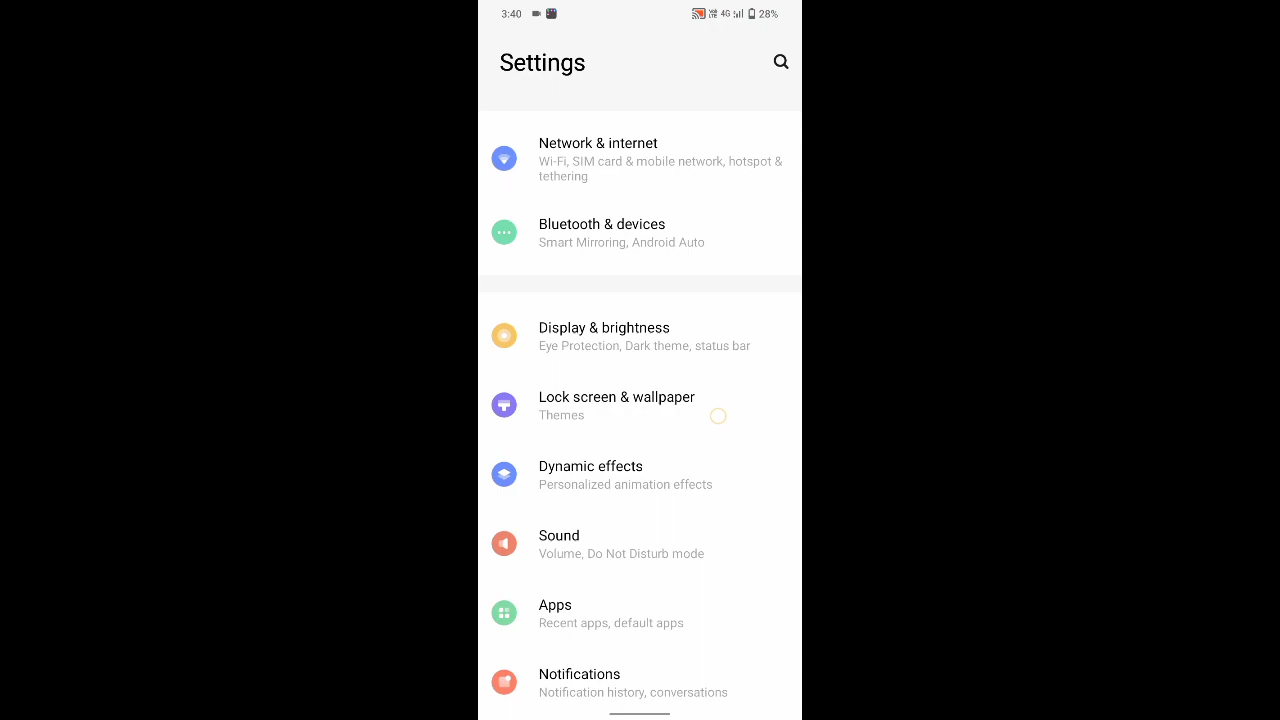 3:40
4G
28%
Settings
Network & internet
Wi-Fi, SIM card & mobile network, hotspot &
tethering
Bluetooth & devices
Smart Mirroring, Android Auto
Display & brightness
Eye Protection, Dark theme, status bar
Lock screen & wallpaper
Themes
Dynamic effects
Personalized animation effects
Sound
Volume, Do Not Disturb mode
Apps
Recent apps, default apps
Notifications
Notification history, conversations